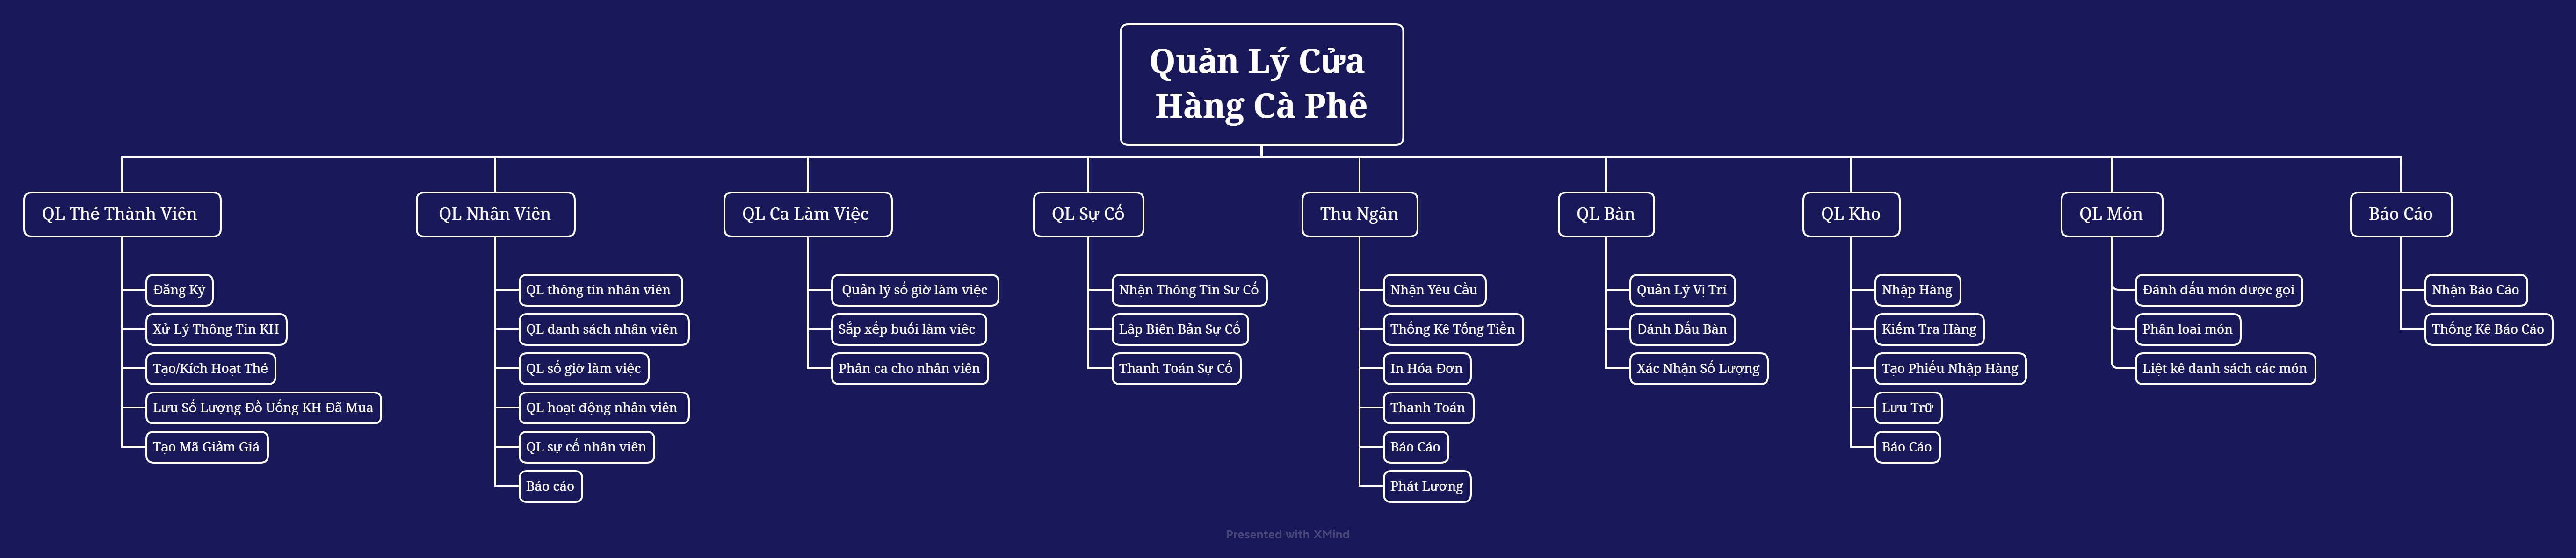 Quản Lý Cửa
Hàng Cà Phê
QL Thẻ Thành Viên
Đăng Ký
Xử Lý Thông Tin KH
Tạo/Kích Hoạt Thẻ
Lưu Số Lượng Đồ Uống KH Đã Mua
Tạo Mã Giảm Giá
QL Nhân Viên
QL thông tin nhân viên
QL danh sách nhân viên
QL số giờ làm việc
QL hoạt động nhân viên
QL sự cố nhân viên
Báo cáo
QL Ca Làm Việc
Quản lý số giờ làm việc
Sắp xếp buổi làm việc
Phân ca cho nhân viên
QL Sự Cố
Nhận Thông Tin Sư Cố
Lập Biên Bản Sự Cố
Thanh Toán Sự Cố
Thu Ngân
Nhận Yêu Cầu
Thống Kê Tổng Tiền
In Hóa Đơn
Thanh Toán
Báo Cáo
Phát Lương
QL Bàn
Quản Lý Vị Trí
Đánh Dấu Bàn
Xác Nhận Số Lượng
QL Kho
Nhập Hàng
Kiểm Tra Hàng
Tạo Phiếu Nhập Hàng
Lưu Trữ
Báo Cáo
QL Món
Đánh đấu món được gọi
Phân loại món
Liệt kê danh sách các món
Báo Cáo
Nhận Báo Cáo
Thống Kê Báo Cáo
Presented with XMind